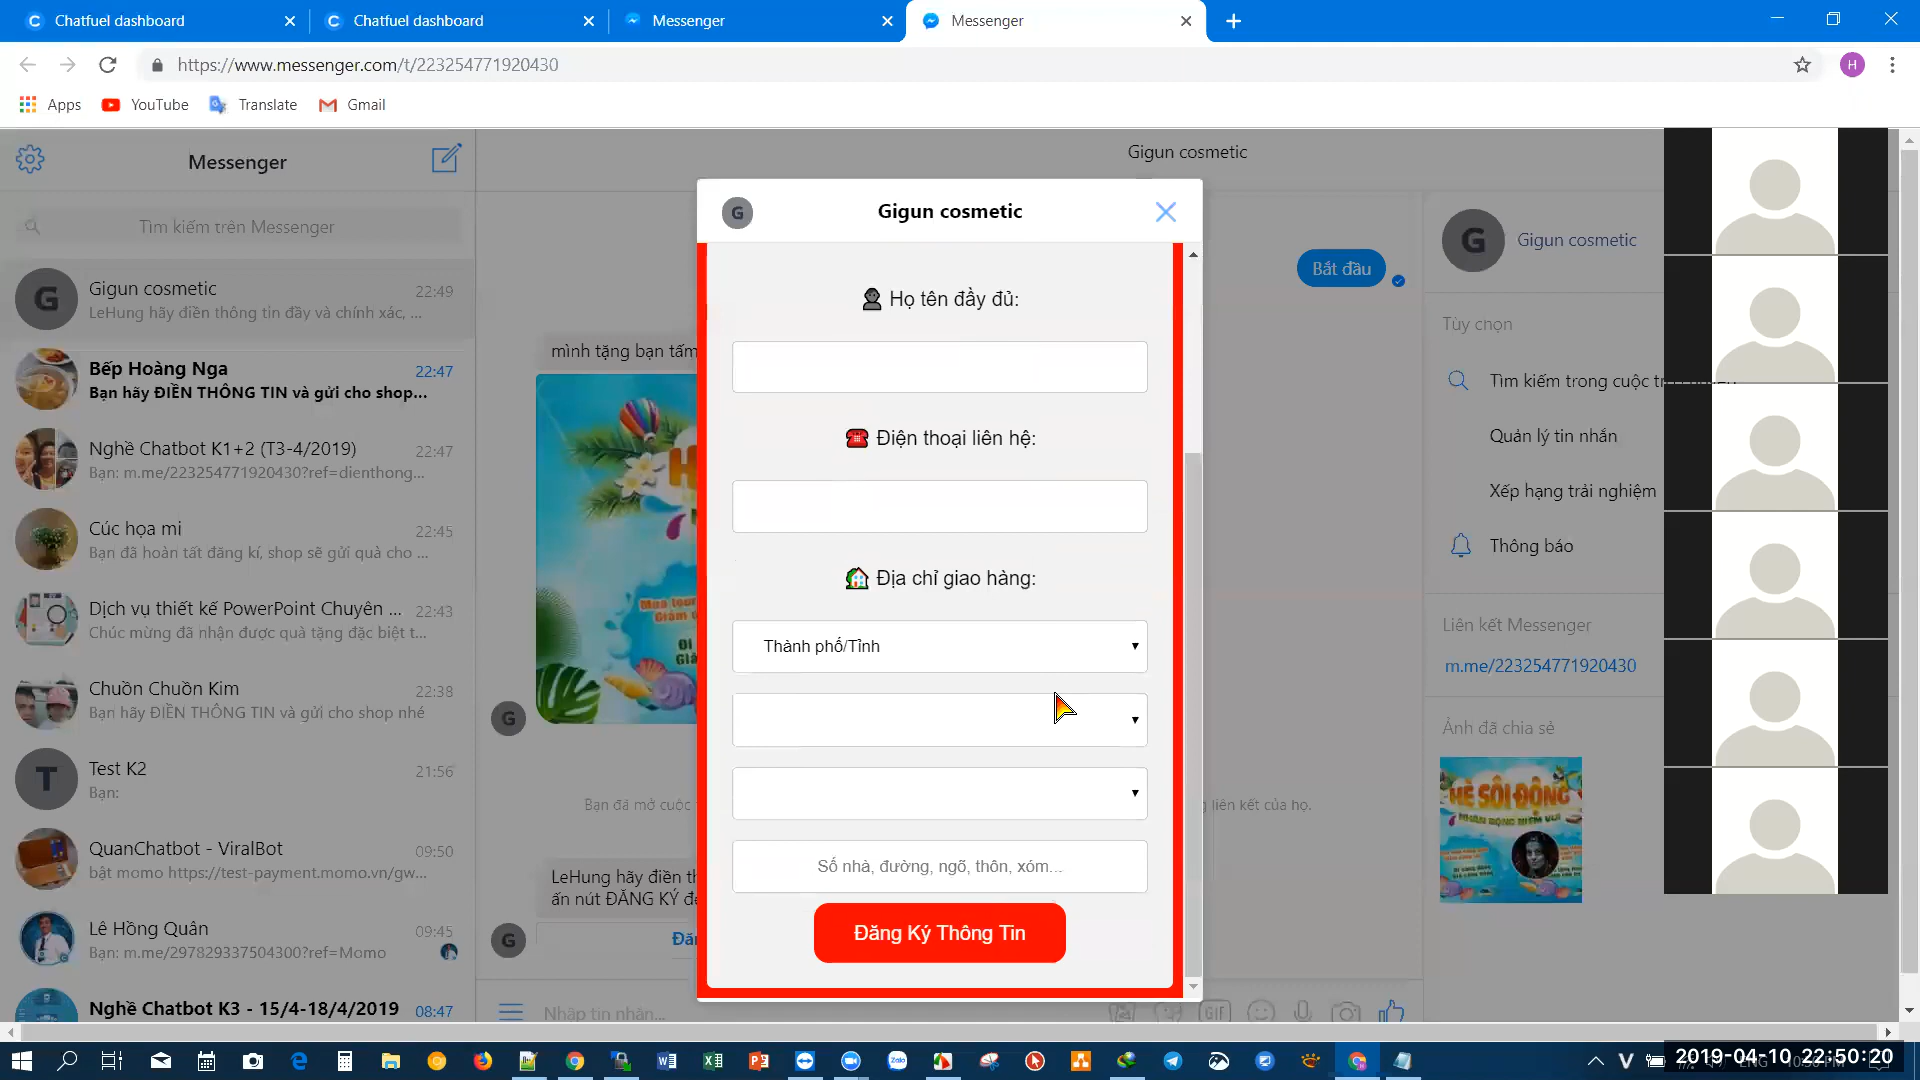 Chatfuel dashboard
Chatfuel dashboard
Messenger
Messenger
https://www.messenger.com/t/223254771920430
H
Apps
YouTube
Translate
Gmail
Messenger
Tìm kiếm trên Messenger
Gigun cosmetic
22:49
LeHung hãy điền thông tin đầy và chính xác, ...
Bếp Hoàng Nga
22:47
Bạn hãy ĐIỀN THÔNG TIN và gửi cho shop...
Nghề Chatbot K1+2 (T3-4/2019)
22:47
Bạn: m.me/223254771920430?ref=dienthong...
Cúc họa mi
22:45
Bạn đã hoàn tất đăng kí, shop sẽ gửi quà cho ...
Dịch vụ thiết kế PowerPoint Chuyên ...
22:43
Chúc mừng đã nhận được quà tặng đặc biệt t...
Chuồn Chuồn Kim
22:38
Bạn hãy ĐIỀN THÔNG TIN và gửi cho shop nhé
T
Test K2
21:56
Bạn:
QuanChatbot - ViralBot
09:50
bật momo https://test-payment.momo.vn/gw...
Lê Hồng Quân
09:45
Bạn: m.me/297829337504300?ref=Momo
Nghề Chatbot K3 - 15/4-18/4/2019
08:47
Gigun cosmetic
Bắt đầu
mình tặng bạn tấm
Bạn đã mở cuộc
liên kết của họ.
LeHung hãy điền th
ấn nút ĐĂNG KÝ để
Nhập tin nhắn...
GIF
G
Gigun cosmetic
Họ tên đầy đủ:
Điện thoại liên hệ:
Địa chỉ giao hàng:
Thành phố/Tỉnh
Số nhà, đường, ngõ, thôn, xóm...
Đăng Ký Thông Tin
G
Gigun cosmetic
Tùy chọn
Tìm kiếm trong cuộc
Quản lý tin nhắn
Xếp hạng trải nghiệm
Thông báo
Liên kết Messenger
m.me/223254771920430
Ảnh đã chia sẻ
HÈ SÔI ĐỘNG
2019-04-10 22:50:20